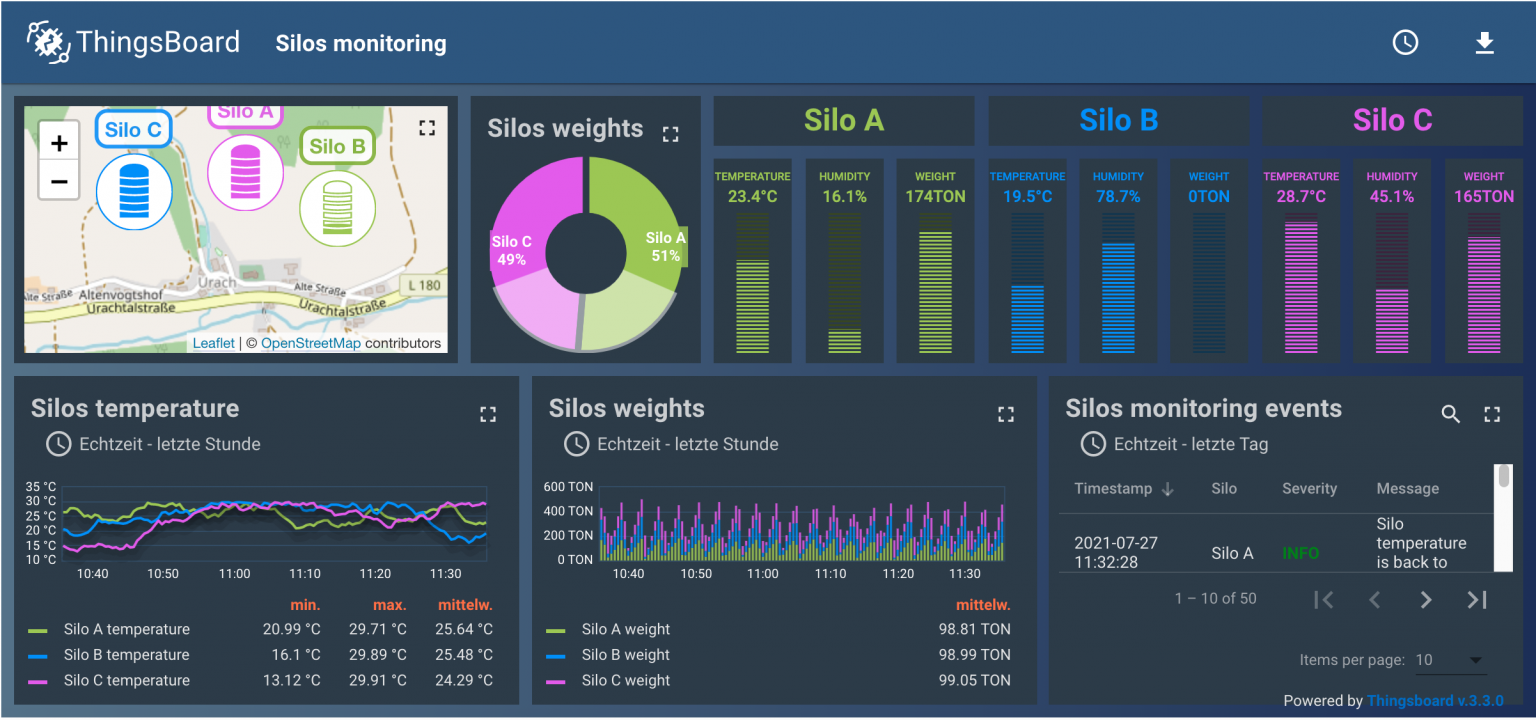 ThingsBoard Silos monitoring
+
−
Silo C
Silo A
Silo B
Urach
Alte Straße
Alte Straße
Altenvogtshof
Urachtalstraße
Urachtalstraße
L 180
Leaflet | © OpenStreetMap contributors
Silos weights
Silo C
49%
Silo A
51%
Silo A
TEMPERATURE HUMIDITY WEIGHT
23.4°C 16.1% 174TON
Silo B
TEMPERATURE HUMIDITY WEIGHT
19.5°C 78.7% 0TON
Silo C
TEMPERATURE HUMIDITY WEIGHT
28.7°C 45.1% 165TON
Silos temperature
Echtzeit - letzte Stunde
35 °C
30 °C
25 °C
20 °C
15 °C
10 °C
10:40 10:50 11:00 11:10 11:20 11:30
min. max. mittelw.
Silo A temperature 20.99 °C 29.71 °C 25.64 °C
Silo B temperature 16.1 °C 29.89 °C 25.48 °C
Silo C temperature 13.12 °C 29.91 °C 24.29 °C
Silos weights
Echtzeit - letzte Stunde
600 TON
400 TON
200 TON
0 TON
10:40 10:50 11:00 11:10 11:20 11:30
mittelw.
Silo A weight 98.81 TON
Silo B weight 98.99 TON
Silo C weight 99.05 TON
Silos monitoring events
Echtzeit - letzte Tag
Timestamp Silo Severity Message
2021-07-27
11:32:28
Silo A
INFO
Silo
temperature
is back to
1 – 10 of 50
Items per page: 10
Powered by Thingsboard v.3.3.0